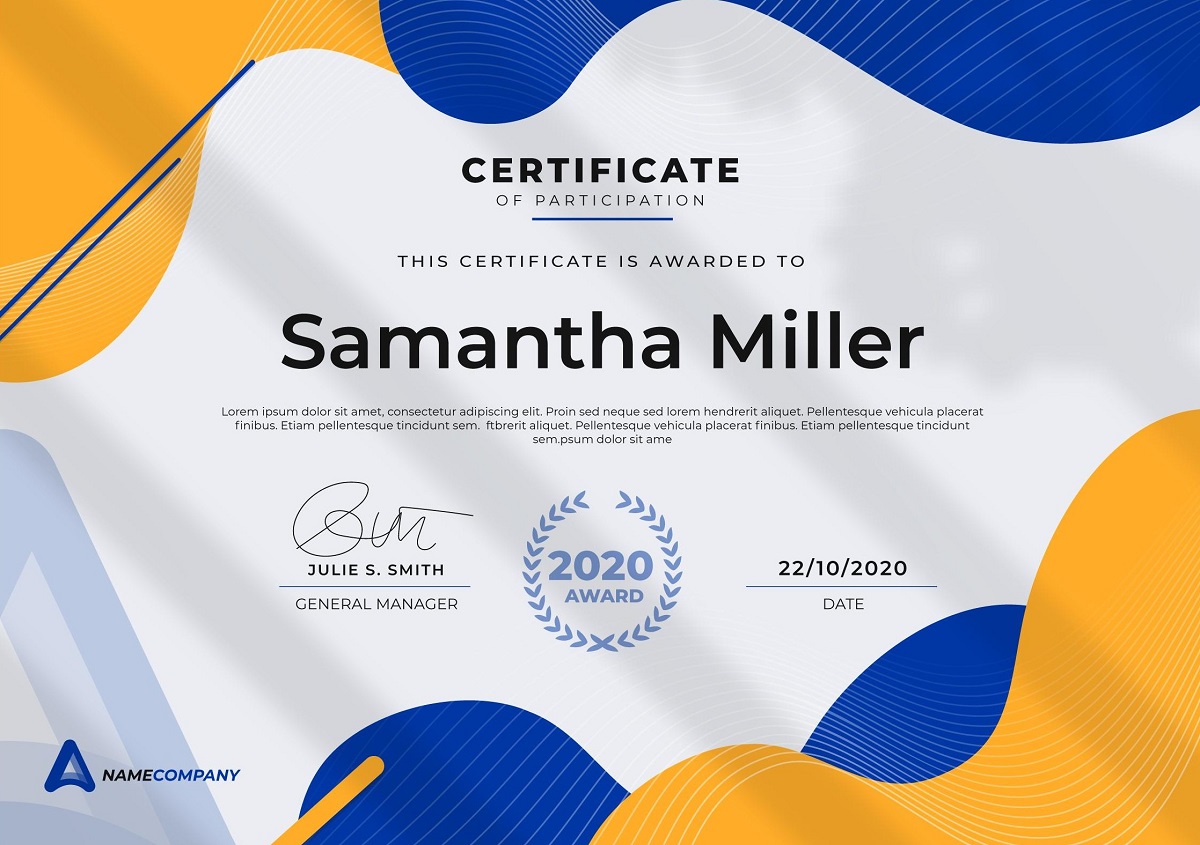 CERTIFICATE
OF PARTICIPATION
THIS CERTIFICATE IS AWARDED TO
Samantha Miller
Lorem ipsum dolor sit amet, consectetur adipiscing elit. Proin sed neque sed lorem hendrerit aliquet. Pellentesque vehicula placerat
finibus. Etiam pellentesque tincidunt sem.  ftbrerit aliquet. Pellentesque vehicula placerat finibus. Etiam pellentesque tincidunt
sem.psum dolor sit ame
JULIE S. SMITH
GENERAL MANAGER
2020
AWARD
22/10/2020
DATE
NAMECOMPANY